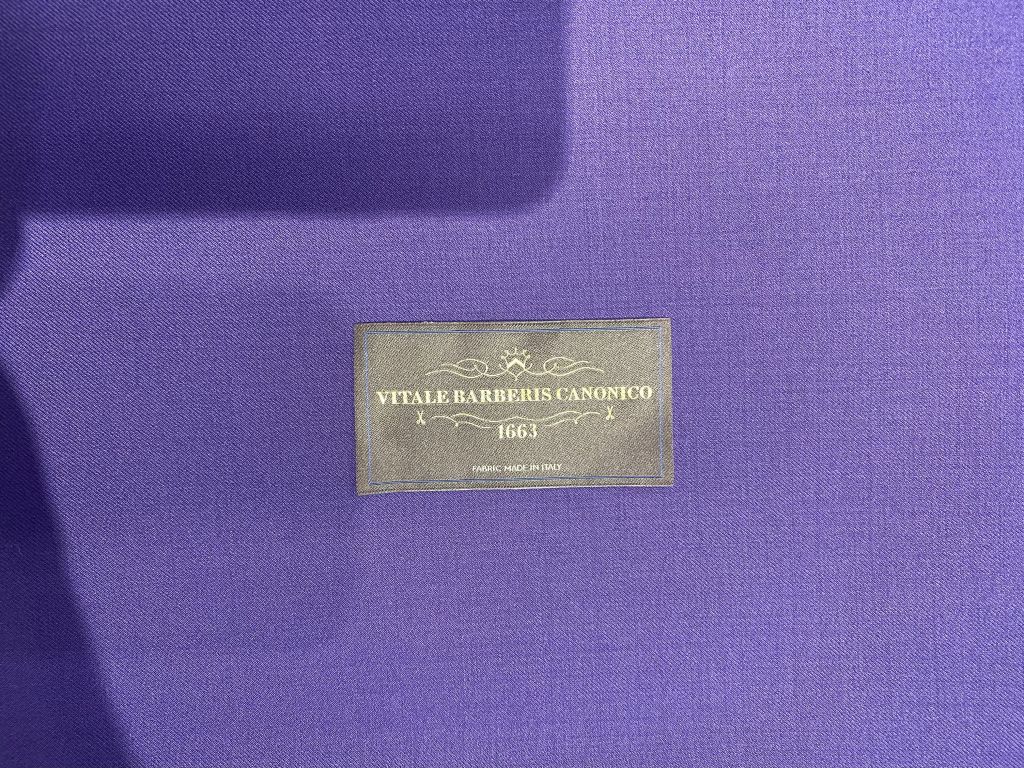 VITALE BARBERIS CANONICO
1663
FABRIC MADE IN ITALY